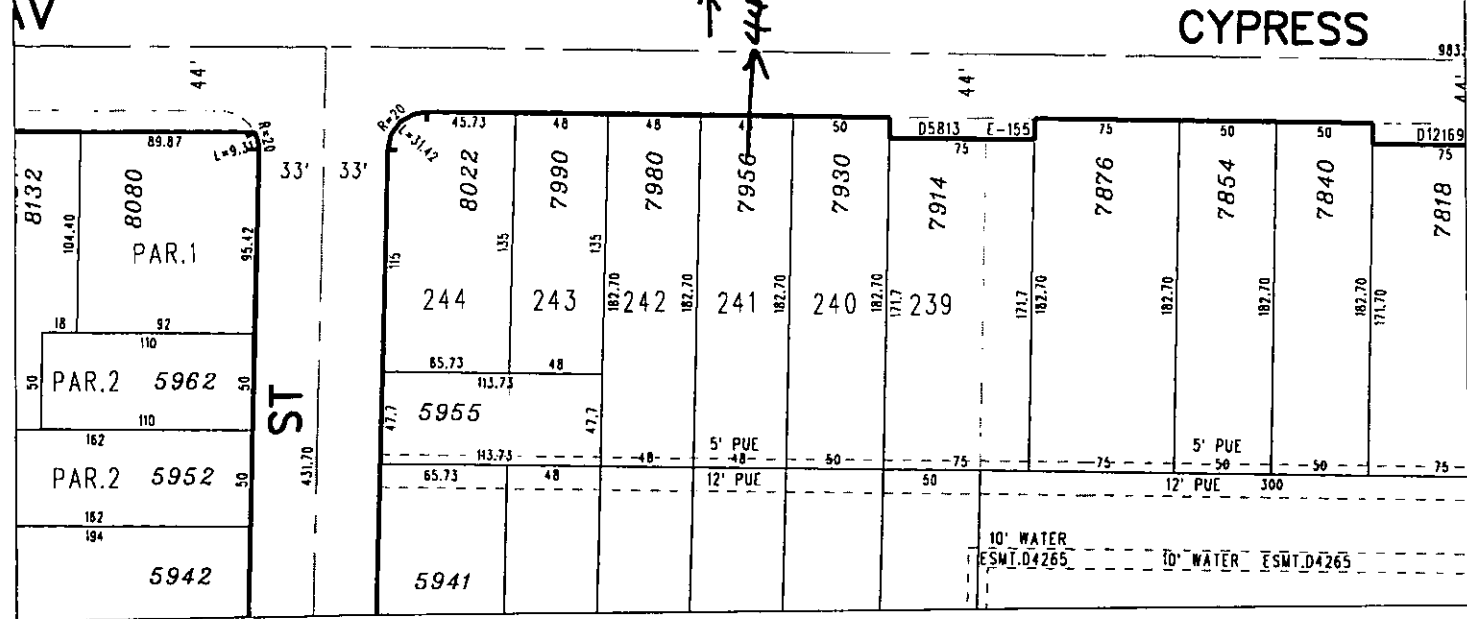 AV 44 CYPRESS
983.
44' 44' 44'
R=20 L=31.42 45.73 48 48 48 50 D5813 E-155 75 50 50 D12169
89.87 R=20 L=9.31 75 75
33' 33'
8132 8080 8022 7990 7980 7956 7930 7914 7876 7854 7840 7818
104.40 PAR.1 95.42 115 135 135
244 243 182.70 242 182.70 241 182.70 240 182.70 171.7 239 171.7 182.70 182.70 182.70 182.70 171.70
18 92
110 65.73 48
50 PAR.2 5962 50 113.73
ST 47.7 5955 47.7
110
162 5' PUE 5' PUE
431.70 113.73 48 48 50 75 75 50 50 75
PAR.2 5952 50 65.73 48 12' PUE 50 12' PUE 300
162
194
10' WATER
ESMT.D4265 10' WATER ESMT.D4265
5942 5941